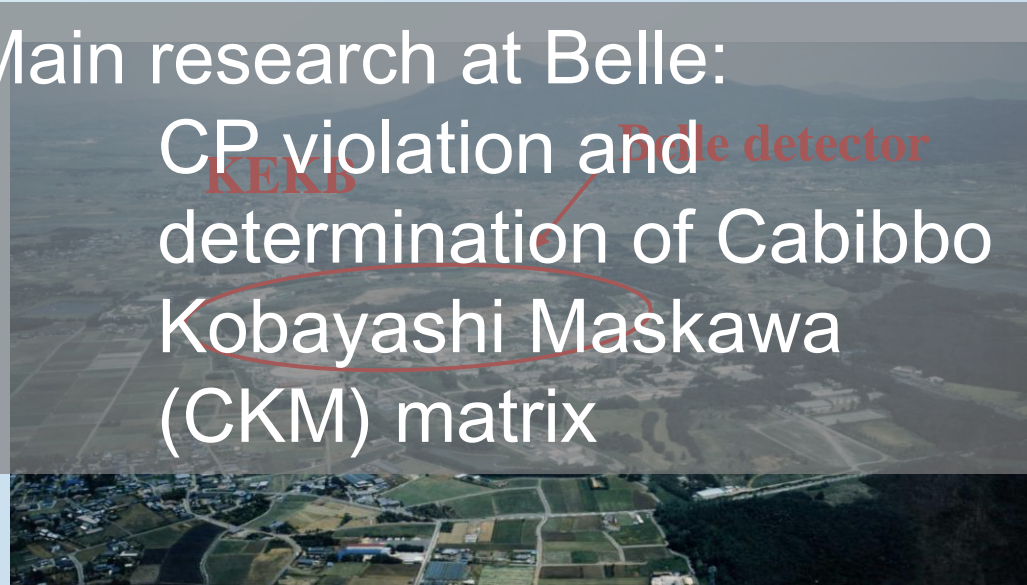 Main research at Belle:
CP violation and
determination of Cabibbo
Kobayashi Maskawa
(CKM) matrix
KEKB
Belle detector